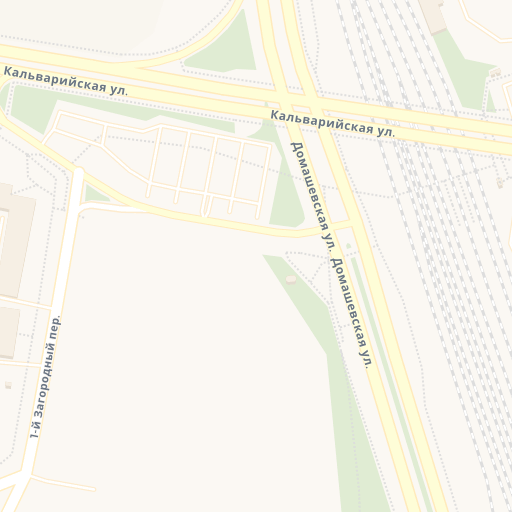 Кальварийская ул.
Кальварийская ул.
Домашевская ул.
Домашевская ул.
1-й Загородный пер.